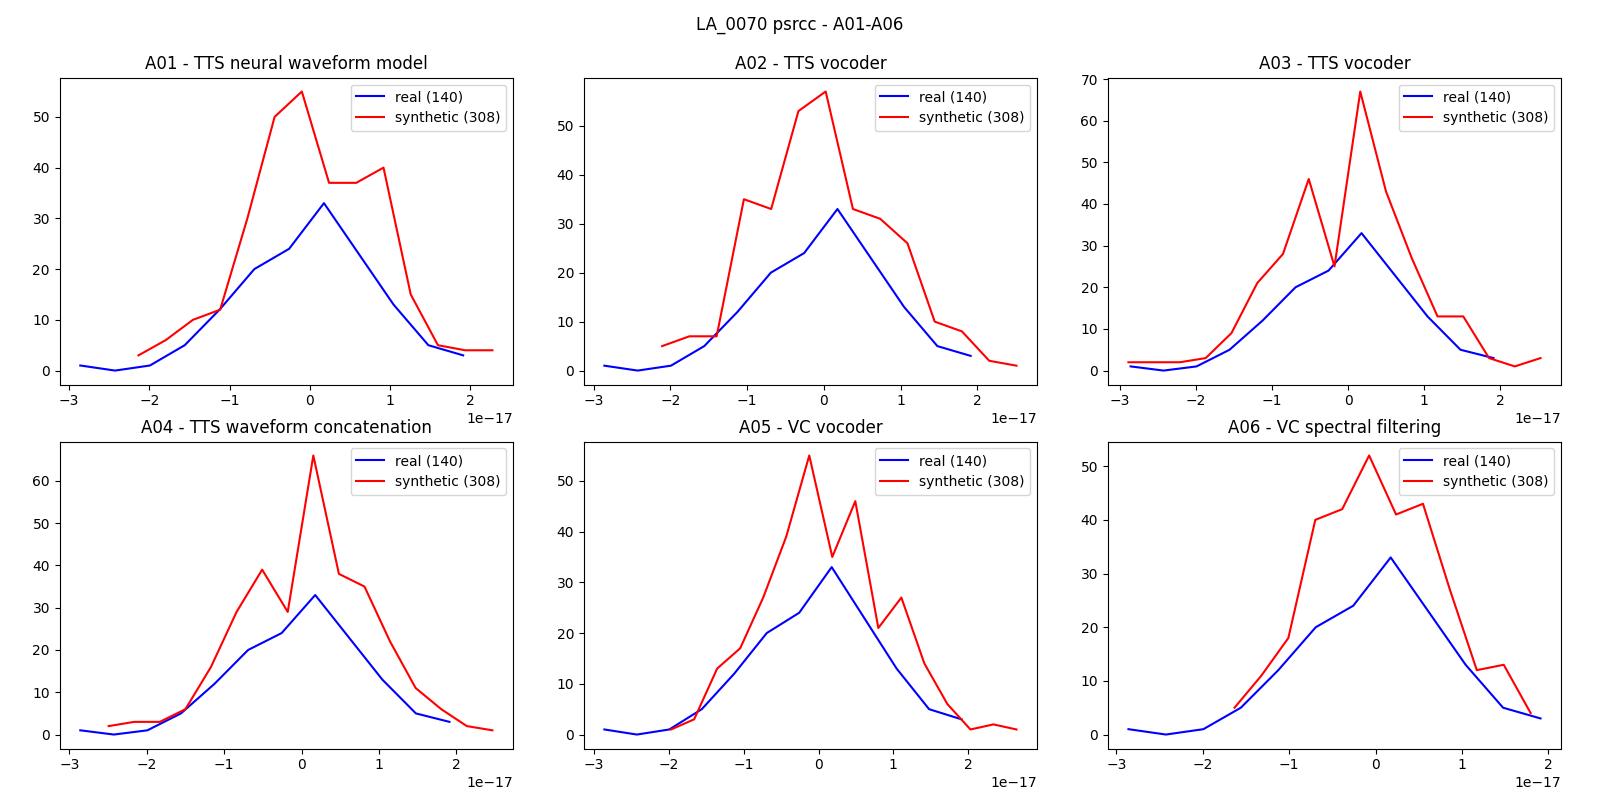 LA_0070 psrcc - A01-A06
A01 - TTS neural waveform model
real (140)
synthetic (308)
50
40
30
20
10
0
−3 −2 −1 0 1 2
1e−17
A02 - TTS vocoder
real (140)
synthetic (308)
50
40
30
20
10
0
−3 −2 −1 0 1 2
1e−17
A03 - TTS vocoder
real (140)
synthetic (308)
70
60
50
40
30
20
10
0
−3 −2 −1 0 1 2
1e−17
A04 - TTS waveform concatenation
real (140)
synthetic (308)
60
50
40
30
20
10
0
−3 −2 −1 0 1 2
1e−17
A05 - VC vocoder
real (140)
synthetic (308)
50
40
30
20
10
0
−3 −2 −1 0 1 2
1e−17
A06 - VC spectral filtering
real (140)
synthetic (308)
50
40
30
20
10
0
−3 −2 −1 0 1 2
1e−17